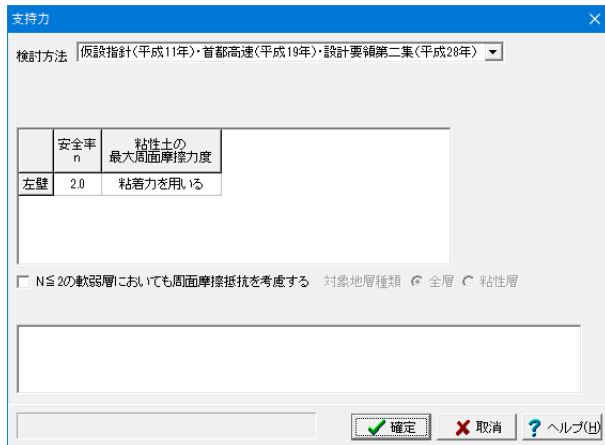 支持力
検討方法 仮設指針(平成11年)・首都高速(平成19年)・設計要領第二集(平成28年)
安全率 n 粘性土の 最大周面摩擦力度
左壁 2.0 粘着力を用いる
N≦2の軟弱層においても周面摩擦抵抗を考慮する 対象地層種類 全層 粘性層
確定 取消 ヘルプ(H)